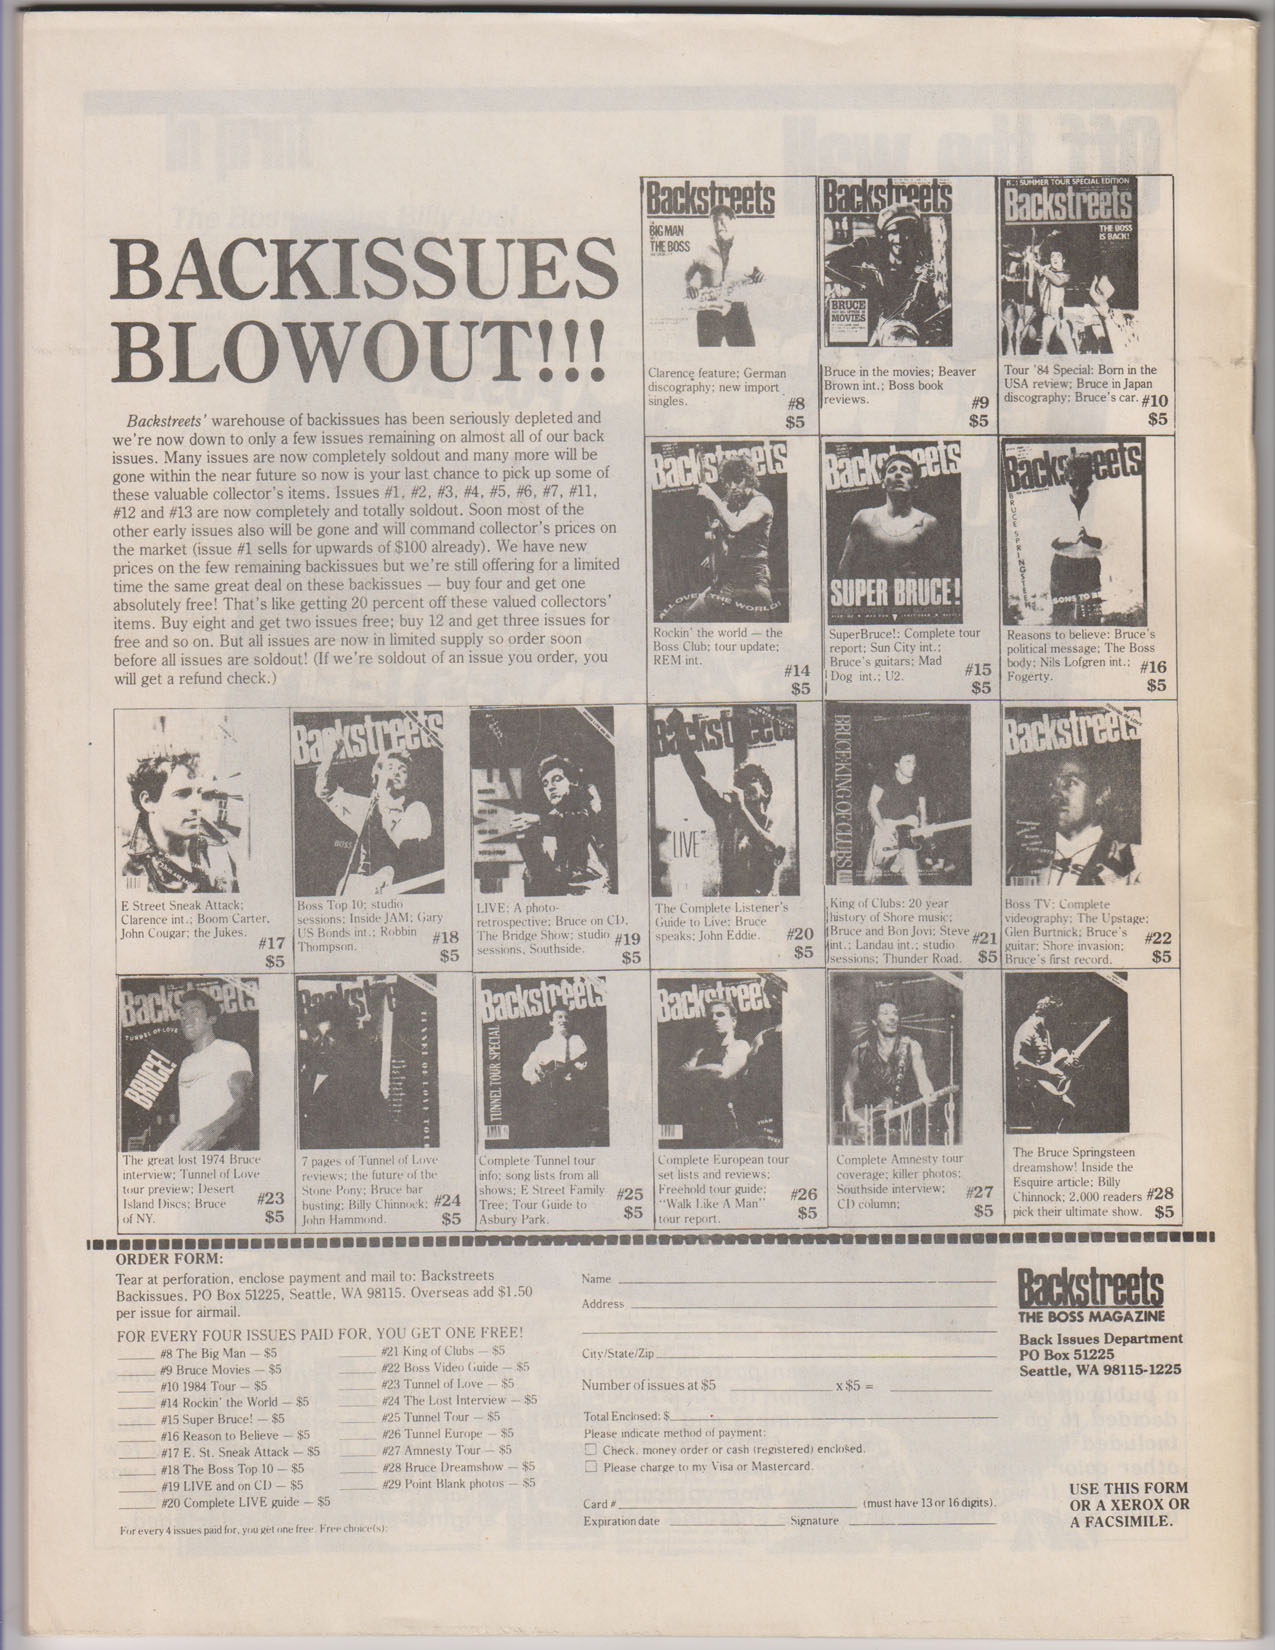 BACKISSUES
BLOWOUT!!!
Backstreets' warehouse of backissues has been seriously depleted and
we're now down to only a few issues remaining on almost all of our back
issues. Many issues are now completely soldout and many more will be
gone within the near future so now is your last chance to pick up some of
these valuable collector's items. Issues #1, #2, #3, #4, #5, #6, #7, #11,
#12 and #13 are now completely and totally soldout. Soon most of the
other early issues also will be gone and will command collector's prices on
the market (issue #1 sells for upwards of $100 already). We have new
prices on the few remaining backissues but we're still offering for a limited
time the same great deal on these backissues — buy four and get one
absolutely free! That's like getting 20 percent off these valued collectors'
items. Buy eight and get two issues free; buy 12 and get three issues for
free and so on. But all issues are now in limited supply so order soon
before all issues are soldout! (If we're soldout of an issue you order, you
will get a refund check.)
Backstreets
BIG MAN
THE BOSS
Clarence feature; German
discography; new import
singles. #8
$5
Backstreets
BRUCE
MOVIES
Bruce in the movies; Beaver
Brown int.; Boss book
reviews. #9
$5
SUMMER TOUR SPECIAL EDITION
Backstreets
THE BOSS
IS BACK!
Tour '84 Special: Born in the
USA review; Bruce in Japan
discography; Bruce's car. #10
$5
Backstreets
ALL OVER THE WORLD!
Rockin' the world — the
Boss Club; tour update;
REM int. #14
$5
Backstreets
SUPER BRUCE!
SuperBruce!: Complete tour
report; Sun City int.;
Bruce's guitars; Mad
Dog int.; U2. #15
$5
Backstreets
BRUCE SPRINGSTEEN
Reasons to believe: Bruce's
political message; The Boss
body; Nils Lofgren int.;
Fogerty. #16
$5
E Street Sneak Attack;
Clarence int.; Boom Carter,
John Cougar; the Jukes.
#17
$5
Backstreets
BOSS
Boss Top 10; studio
sessions; Inside JAM; Gary
US Bonds int.; Robbin
Thompson. #18
$5
LIVE; A photo-
retrospective; Bruce on CD,
The Bridge Show; studio
sessions, Southside. #19
$5
Backstreets
"LIVE"
The Complete Listener's
Guide to Live; Bruce
speaks; John Eddie. #20
$5
BRUCE: KING OF CLUBS
King of Clubs: 20 year
history of Shore music;
Bruce and Bon Jovi; Steve
int.; Landau int.; studio #21
sessions; Thunder Road. $5
Backstreets
Boss TV: Complete
videography; The Upstage;
Glen Burtnick; Bruce's
guitar; Shore invasion; #22
Bruce's first record. $5
Backstreets
TUNNEL OF LOVE
BRUCE!
The great lost 1974 Bruce
interview; Tunnel of Love
tour preview; Desert
Island Discs; Bruce #23
of NY. $5
Backstreets
TUNNEL OF LOVE TOUR
7 pages of Tunnel of Love
reviews; the future of the
Stone Pony; Bruce bar
busting; Billy Chinnock; #24
John Hammond. $5
Backstreets
TUNNEL TOUR SPECIAL
Complete Tunnel tour
info; song lists from all
shows; E Street Family
Tree; Tour Guide to #25
Asbury Park. $5
Backstreets
Complete European tour
set lists and reviews;
Freehold tour guide;
"Walk Like A Man" #26
tour report. $5
Complete Amnesty tour
coverage; killer photos;
Southside interview; #27
CD column; $5
The Bruce Springsteen
dreamshow! Inside the
Esquire article; Billy
Chinnock; 2,000 readers #28
pick their ultimate show. $5
ORDER FORM:
Tear at perforation, enclose payment and mail to: Backstreets
Backissues, PO Box 51225, Seattle, WA 98115. Overseas add $1.50
per issue for airmail.
FOR EVERY FOUR ISSUES PAID FOR, YOU GET ONE FREE!
#8 The Big Man — $5
#9 Bruce Movies — $5
#10 1984 Tour — $5
#14 Rockin' the World — $5
#15 Super Bruce! — $5
#16 Reason to Believe — $5
#17 E. St. Sneak Attack — $5
#18 The Boss Top 10 — $5
#19 LIVE and on CD — $5
#20 Complete LIVE guide — $5
#21 King of Clubs — $5
#22 Boss Video Guide — $5
#23 Tunnel of Love — $5
#24 The Lost Interview — $5
#25 Tunnel Tour — $5
#26 Tunnel Europe — $5
#27 Amnesty Tour — $5
#28 Bruce Dreamshow — $5
#29 Point Blank photos — $5
For every 4 issues paid for, you get one free. Free choice(s):
Name
Address
City/State/Zip
Number of issues at $5 x $5 =
Total Enclosed: $
Please indicate method of payment:
Check, money order or cash (registered) enclosed.
Please charge to my Visa or Mastercard.
Card # (must have 13 or 16 digits).
Expiration date Signature
Backstreets
THE BOSS MAGAZINE
Back Issues Department
PO Box 51225
Seattle, WA 98115-1225
USE THIS FORM
OR A XEROX OR
A FACSIMILE.